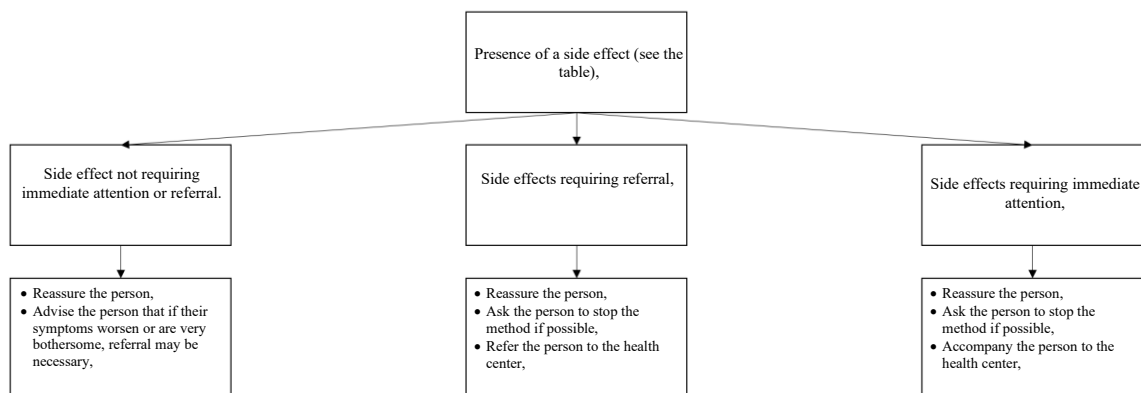 Presence of a side effect (see the
table),
Side effect not requiring
immediate attention or referral.
Side effects requiring referral,
Side effects requiring immediate
attention,
• Reassure the person,
• Advise the person that if their
symptoms worsen or are very
bothersome, referral may be
necessary,
• Reassure the person,
• Ask the person to stop the
method if possible,
• Refer the person to the health
center,
• Reassure the person,
• Ask the person to stop the
method if possible,
• Accompany the person to the
health center,